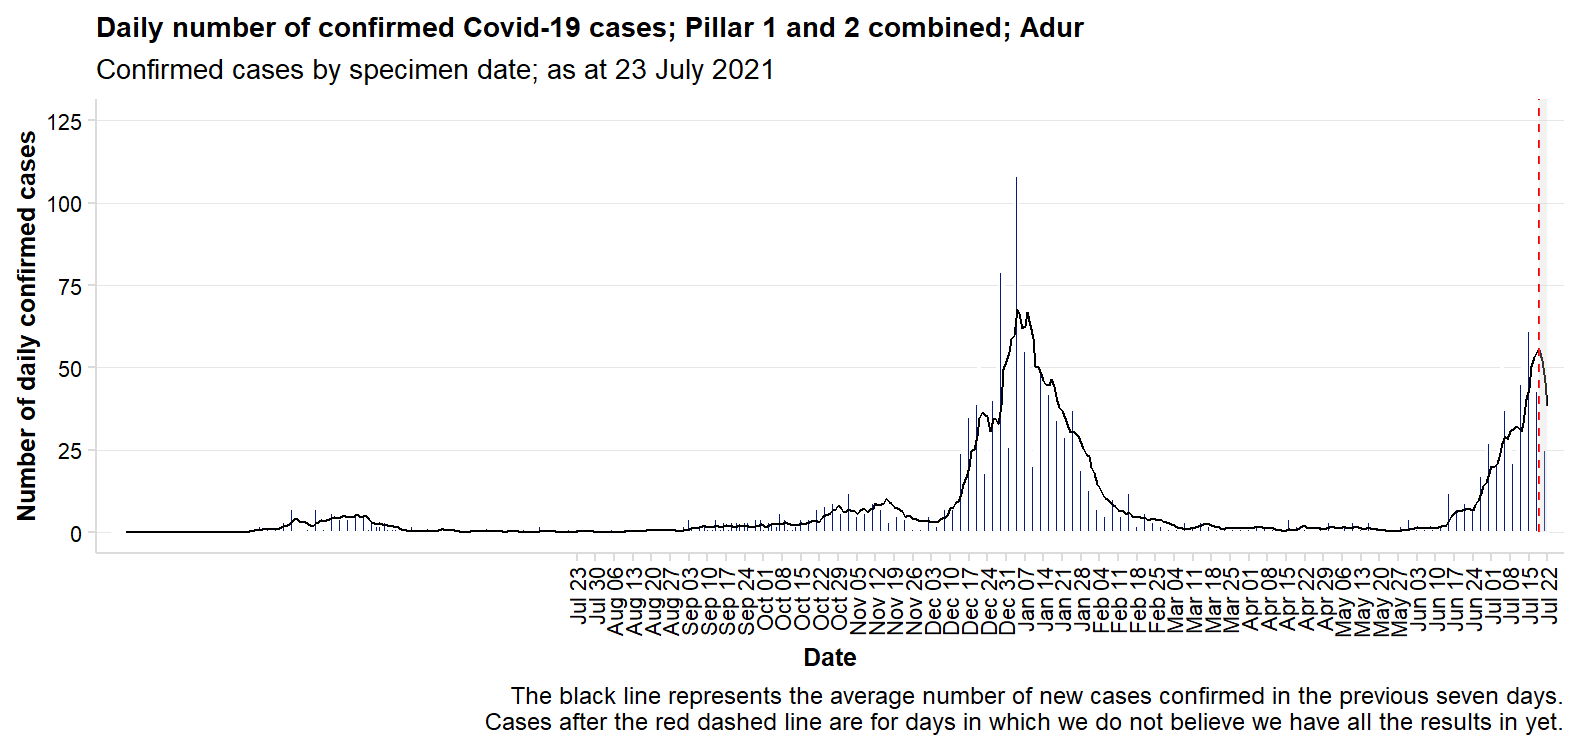 Daily number of confirmed Covid-19 cases; Pillar 1 and 2 combined; Adur
Confirmed cases by specimen date; as at 23 July 2021
Number of daily confirmed cases
125
100
75
50
25
0
Jul 23
Jul 30
Aug 06
Aug 13
Aug 20
Aug 27
Sep 03
Sep 10
Sep 17
Sep 24
Oct 01
Oct 08
Oct 15
Oct 22
Oct 29
Nov 05
Nov 12
Nov 19
Nov 26
Dec 03
Dec 10
Dec 17
Dec 24
Dec 31
Jan 07
Jan 14
Jan 21
Jan 28
Feb 04
Feb 11
Feb 18
Feb 25
Mar 04
Mar 11
Mar 18
Mar 25
Apr 01
Apr 08
Apr 15
Apr 22
Apr 29
May 06
May 13
May 20
May 27
Jun 03
Jun 10
Jun 17
Jun 24
Jul 01
Jul 08
Jul 15
Jul 22
Date
The black line represents the average number of new cases confirmed in the previous seven days.
Cases after the red dashed line are for days in which we do not believe we have all the results in yet.